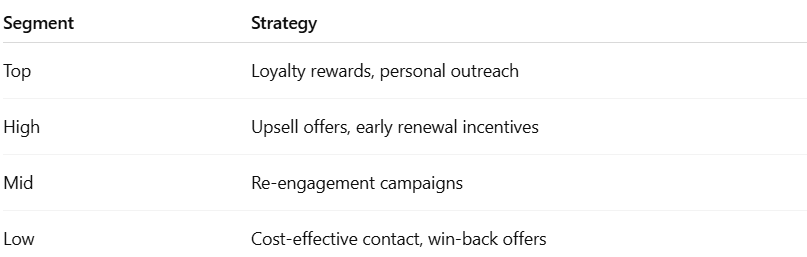 Segment Strategy
Top Loyalty rewards, personal outreach
High Upsell offers, early renewal incentives
Mid Re-engagement campaigns
Low Cost-effective contact, win-back offers